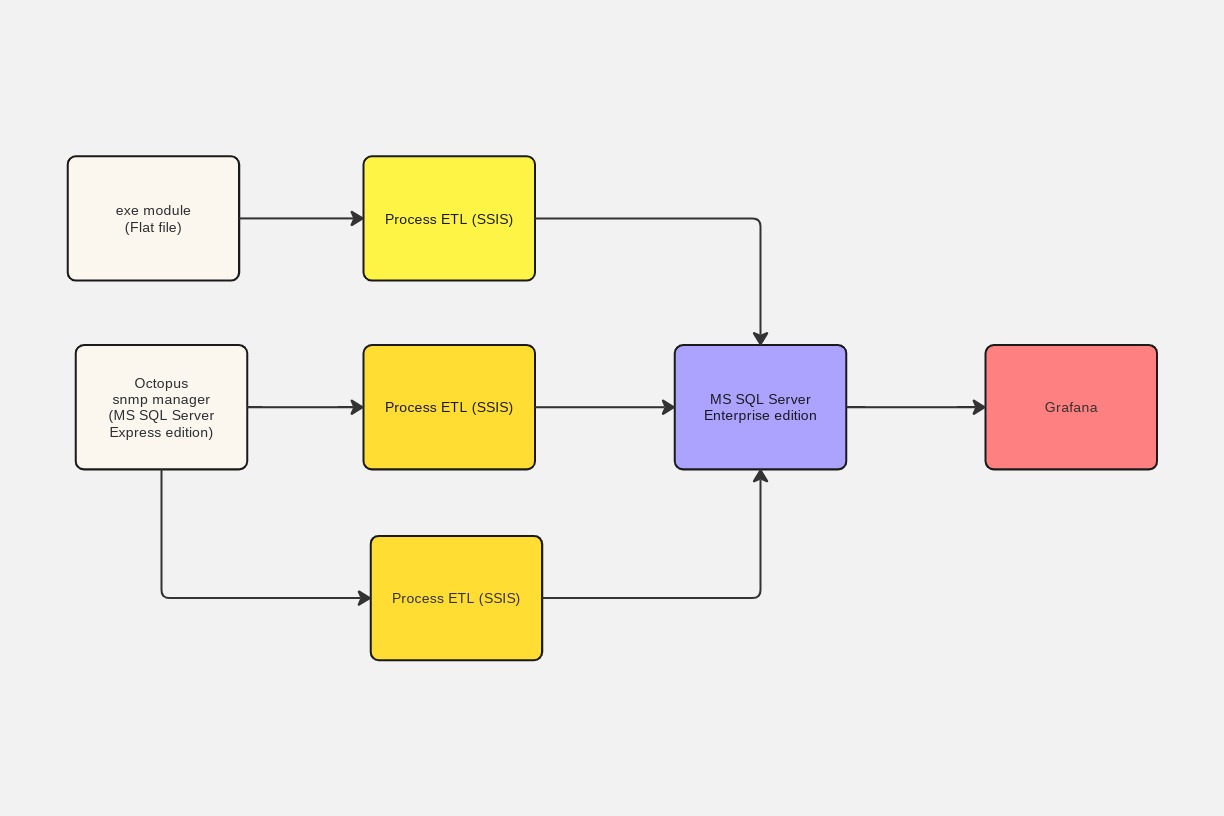 exe module
(Flat file)
Process ETL (SSIS)
Octopus
snmp manager
(MS SQL Server
Express edition)
Process ETL (SSIS)
MS SQL Server
Enterprise edition
Grafana
Process ETL (SSIS)